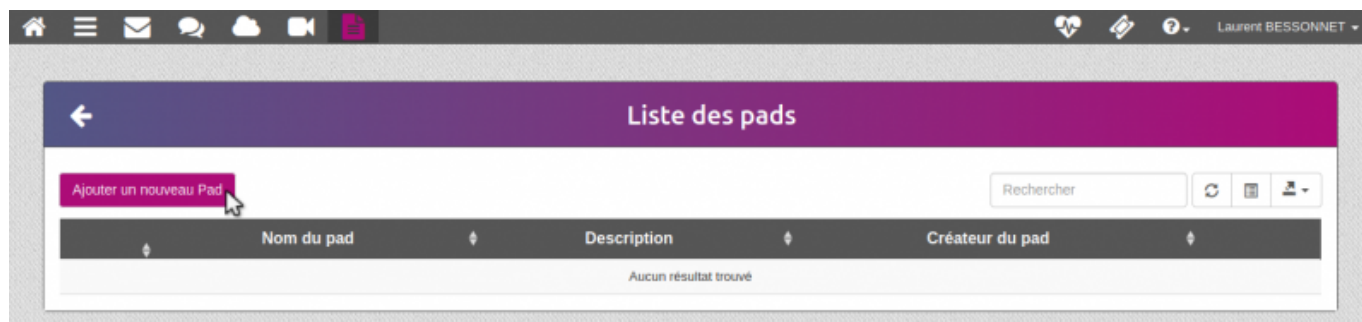 Laurent BESSONNET
Liste des pads
Ajouter un nouveau Pad
Rechercher
Nom du pad Description Créateur du pad
Aucun résultat trouvé